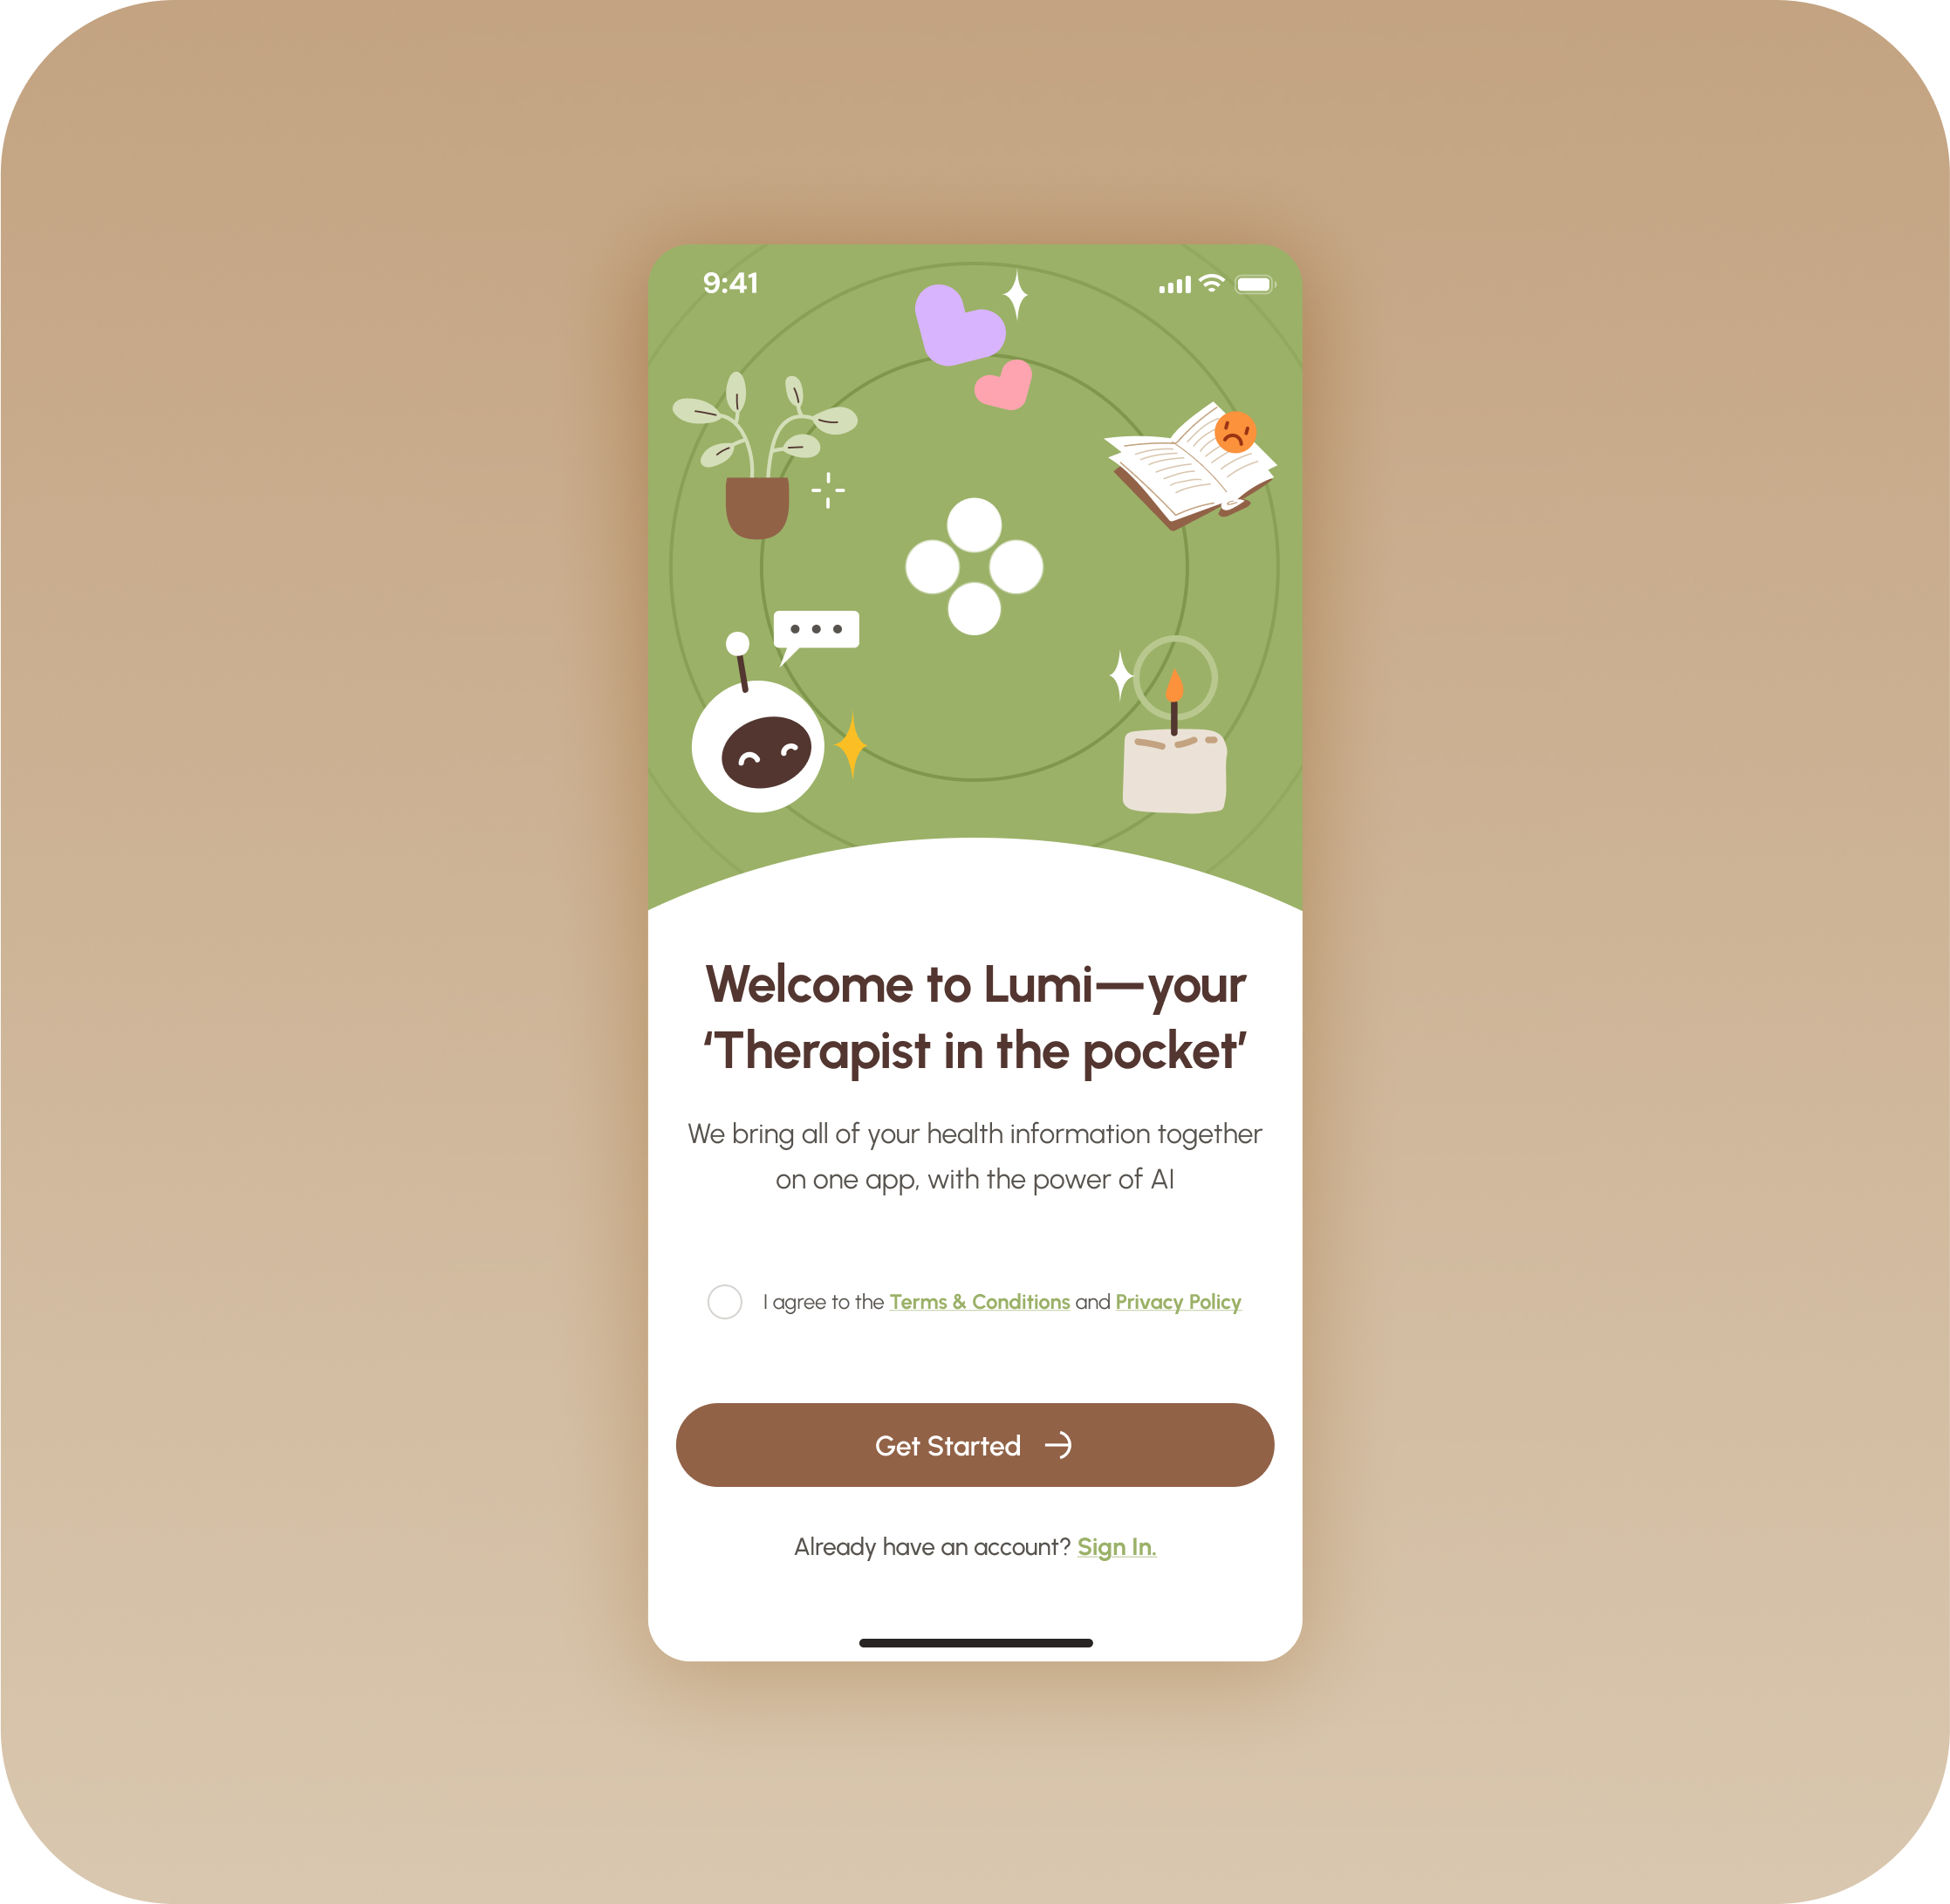 9:41
Welcome to Lumi—your
‘Therapist in the pocket’
We bring all of your health information together
on one app, with the power of AI
I agree to the Terms & Conditions and Privacy Policy
Get Started
Already have an account? Sign In.